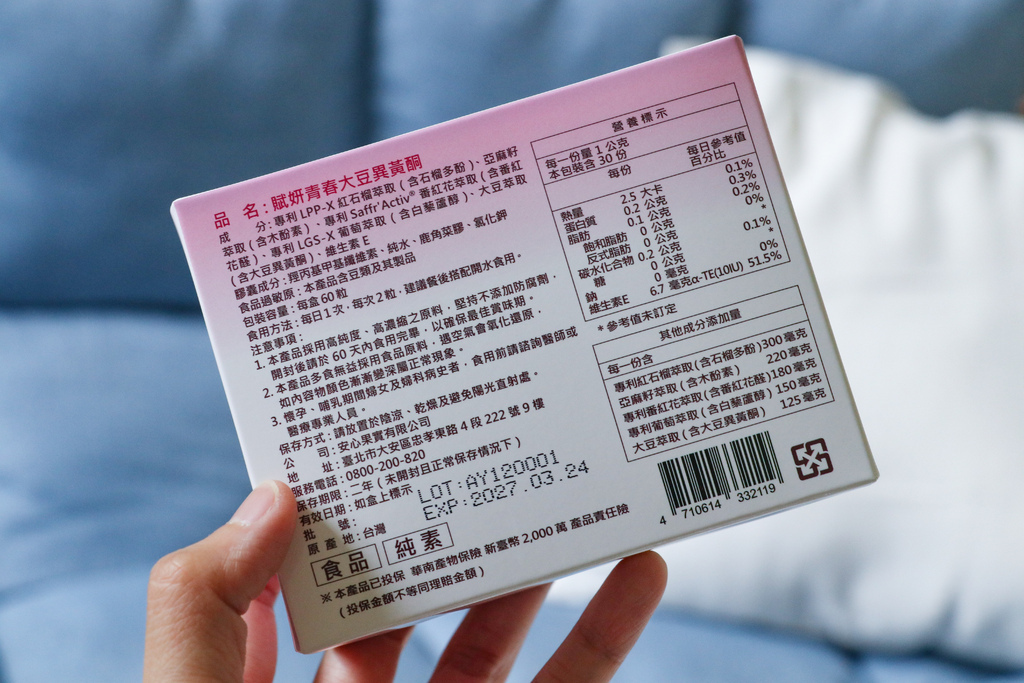 品　名：賦妍青春大豆異黃酮
成　　分：專利 LPP-X 紅石榴萃取 ( 含石榴多酚 )、亞麻籽
萃取 ( 含木酚素 )、專利 Saffr'Activ® 番紅花萃取 ( 含番紅
花醛 )、專利 LGS-X 葡萄萃取 ( 含白藜蘆醇 )、大豆萃取
( 含大豆異黃酮 )、維生素 E
膠囊成分：羥丙基甲基纖維素、純水、鹿角菜膠、氯化鉀
食品過敏原：本產品含豆類及其製品
包裝容量：每盒 60 粒
食用方法：每日 1 次，每次 2 粒，建議餐後搭配開水食用。
注意事項：
1. 本產品採用高純度、高濃縮之原料，堅持不添加防腐劑，
開封後請於 60 天內食用完畢，以確保最佳賞味期。
2. 本產品多食無益採用食品原料，遇空氣會氧化還原，
如內容物顏色漸漸變深屬正常現象。
3. 懷孕、哺乳期間婦女及婦科病史者，食用前請諮詢醫師或
醫療專業人員。
保存方式：請放置於陰涼、乾燥及避免陽光直射處。
公　　司：安心果實有限公司
地　　址：臺北市大安區忠孝東路 4 段 222 號 9 樓
服務電話：0800-200-820
保存期限：二年 ( 未開封且正常保存情況下 )
有效日期：如盒上標示
批　　號：
LOT:AY120001
EXP:2027.03.24
原 產 地：台灣
食品　純素
※ 本產品已投保 華南產物保險 新臺幣 2,000 萬 產品責任險
( 投保金額不等同理賠金額 )
營養標示
每一份量 1 公克
本包裝含 30 份
每份　每日參考值百分比
熱量　2.5 大卡　0.1%
蛋白質　0.2 公克　0.3%
脂肪　0.1 公克　0.2%
飽和脂肪　0 公克　0%
反式脂肪　0 公克　*
碳水化合物　0.2 公克　0.1%
糖　0 公克　*
鈉　0 毫克　0%
維生素E　6.7 毫克α-TE(10IU)　51.5%
* 參考值未訂定
其他成分添加量
每一份含
專利紅石榴萃取 ( 含石榴多酚 ) 300 毫克
亞麻籽萃取 ( 含木酚素 )　220 毫克
專利番紅花萃取 ( 含番紅花醛 ) 180 毫克
專利葡萄萃取 ( 含白藜蘆醇 ) 150 毫克
大豆萃取 ( 含大豆異黃酮 )　125 毫克
4 710614 332119